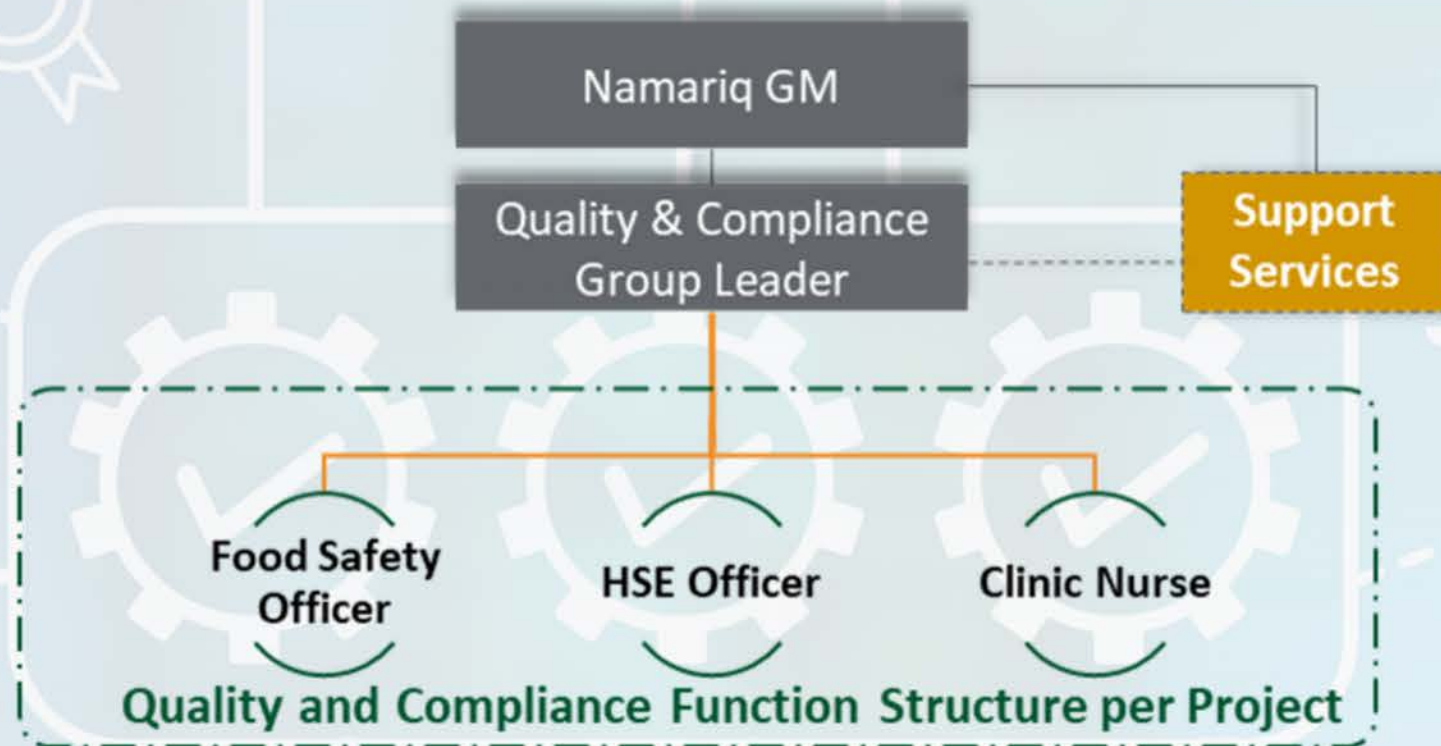 Namariq GM
Quality & Compliance
Group Leader
Support
Services
Food Safety
Officer
HSE Officer
Clinic Nurse
Quality and Compliance Function Structure per Project